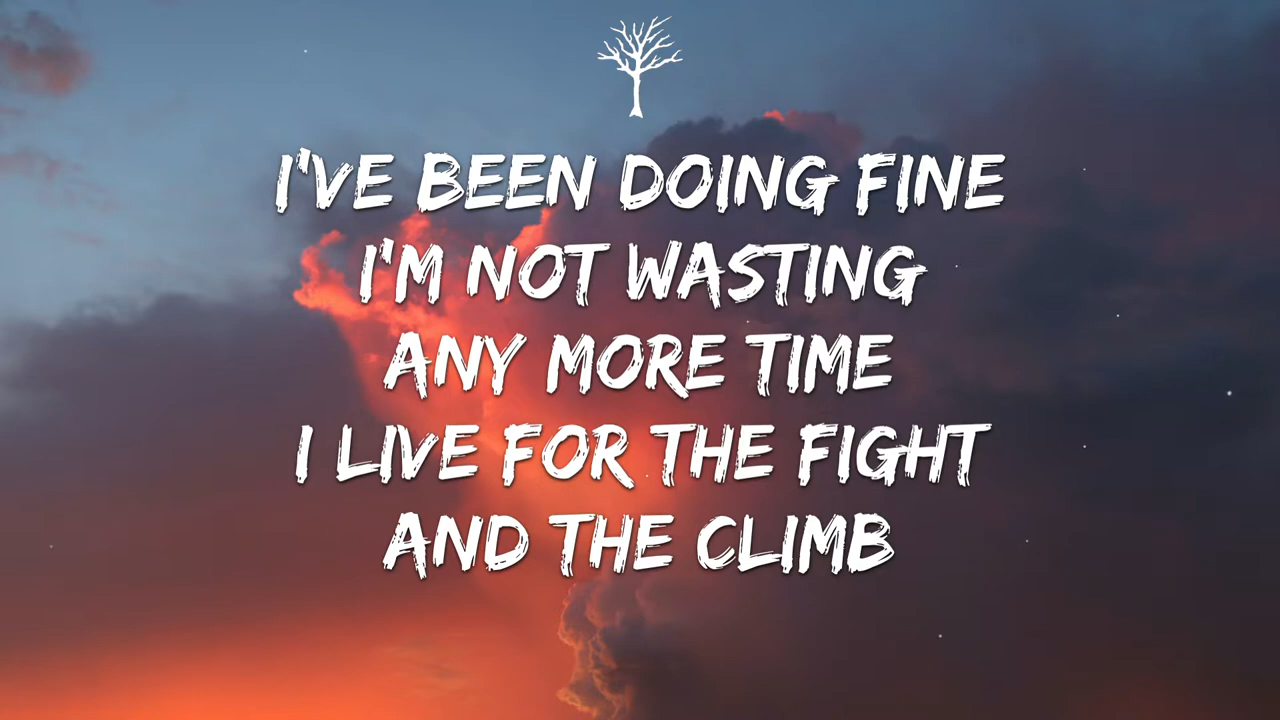 I'VE BEEN DOING FINE
I'M NOT WASTING
ANY MORE TIME
I LIVE FOR THE FIGHT
AND THE CLIMB